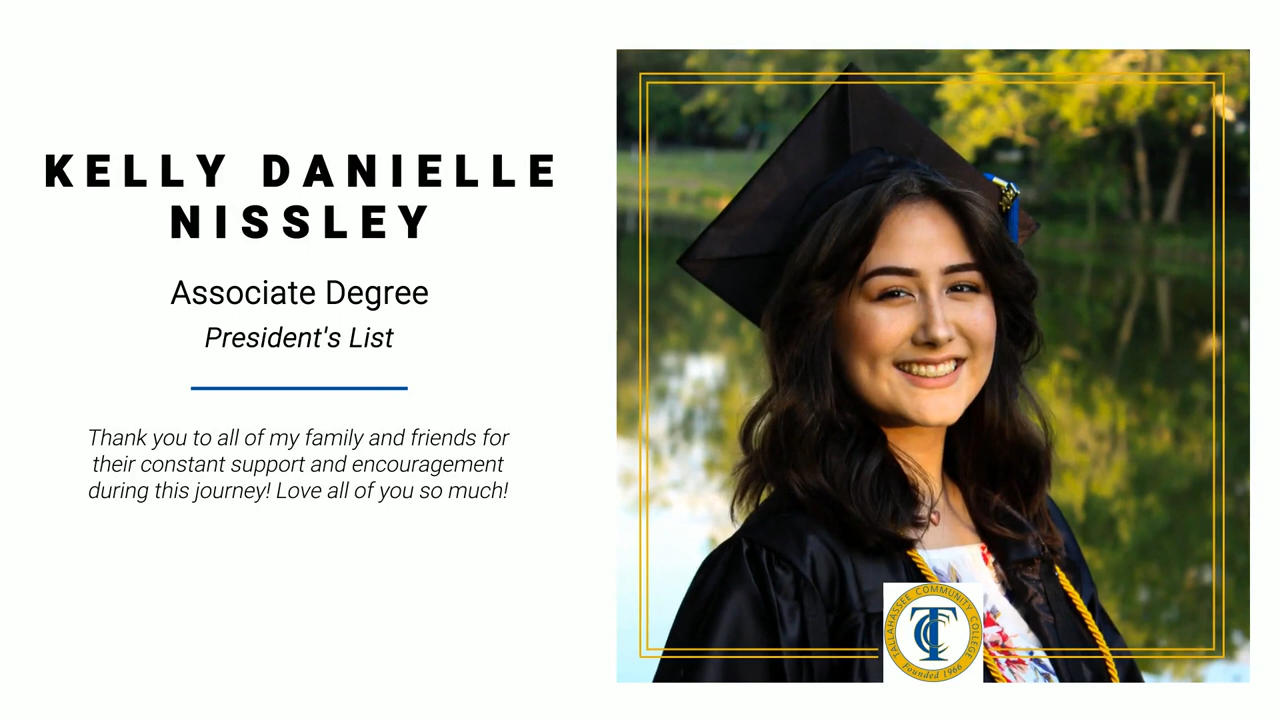 KELLY DANIELLE
NISSLEY
Associate Degree
President's List
Thank you to all of my family and friends for
their constant support and encouragement
during this journey! Love all of you so much!
TALLAHASSEE COMMUNITY COLLEGE
TCC
Founded 1966